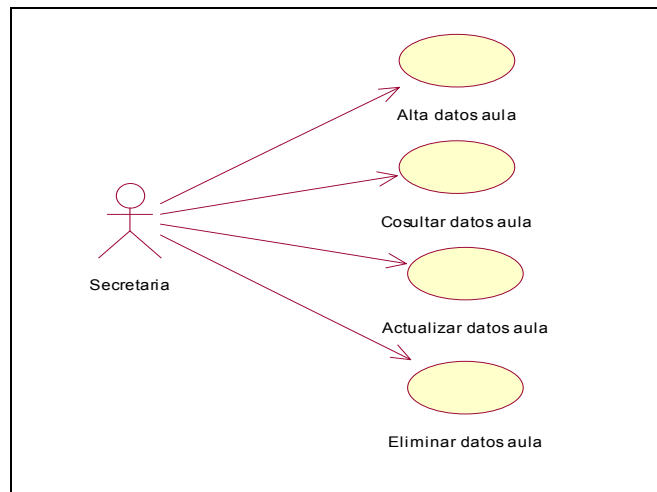 Alta datos aula
Cosultar datos aula
Secretaria
Actualizar datos aula
Eliminar datos aula